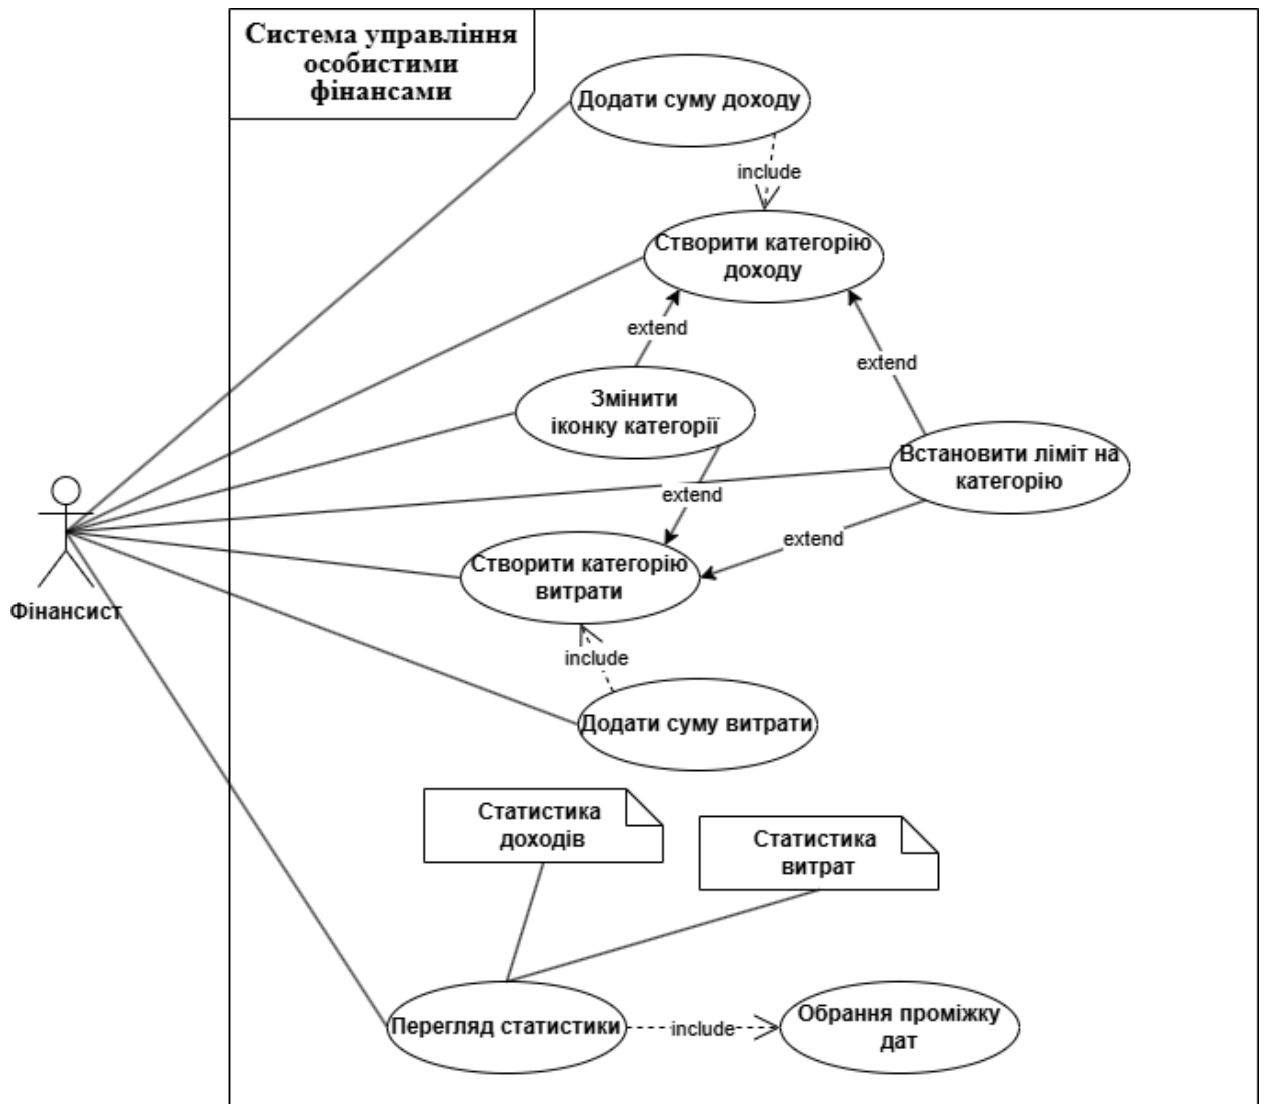 Система управління
особистими
фінансами
Додати суму доходу
include
Створити категорію
доходу
extend
extend
Змінити
іконку категорії
Встановити ліміт на
категорію
extend
extend
Створити категорію
витрати
Фінансист
include
Додати суму витрати
Статистика
доходів
Статистика
витрат
Перегляд статистики
include
Обрання проміжку
дат